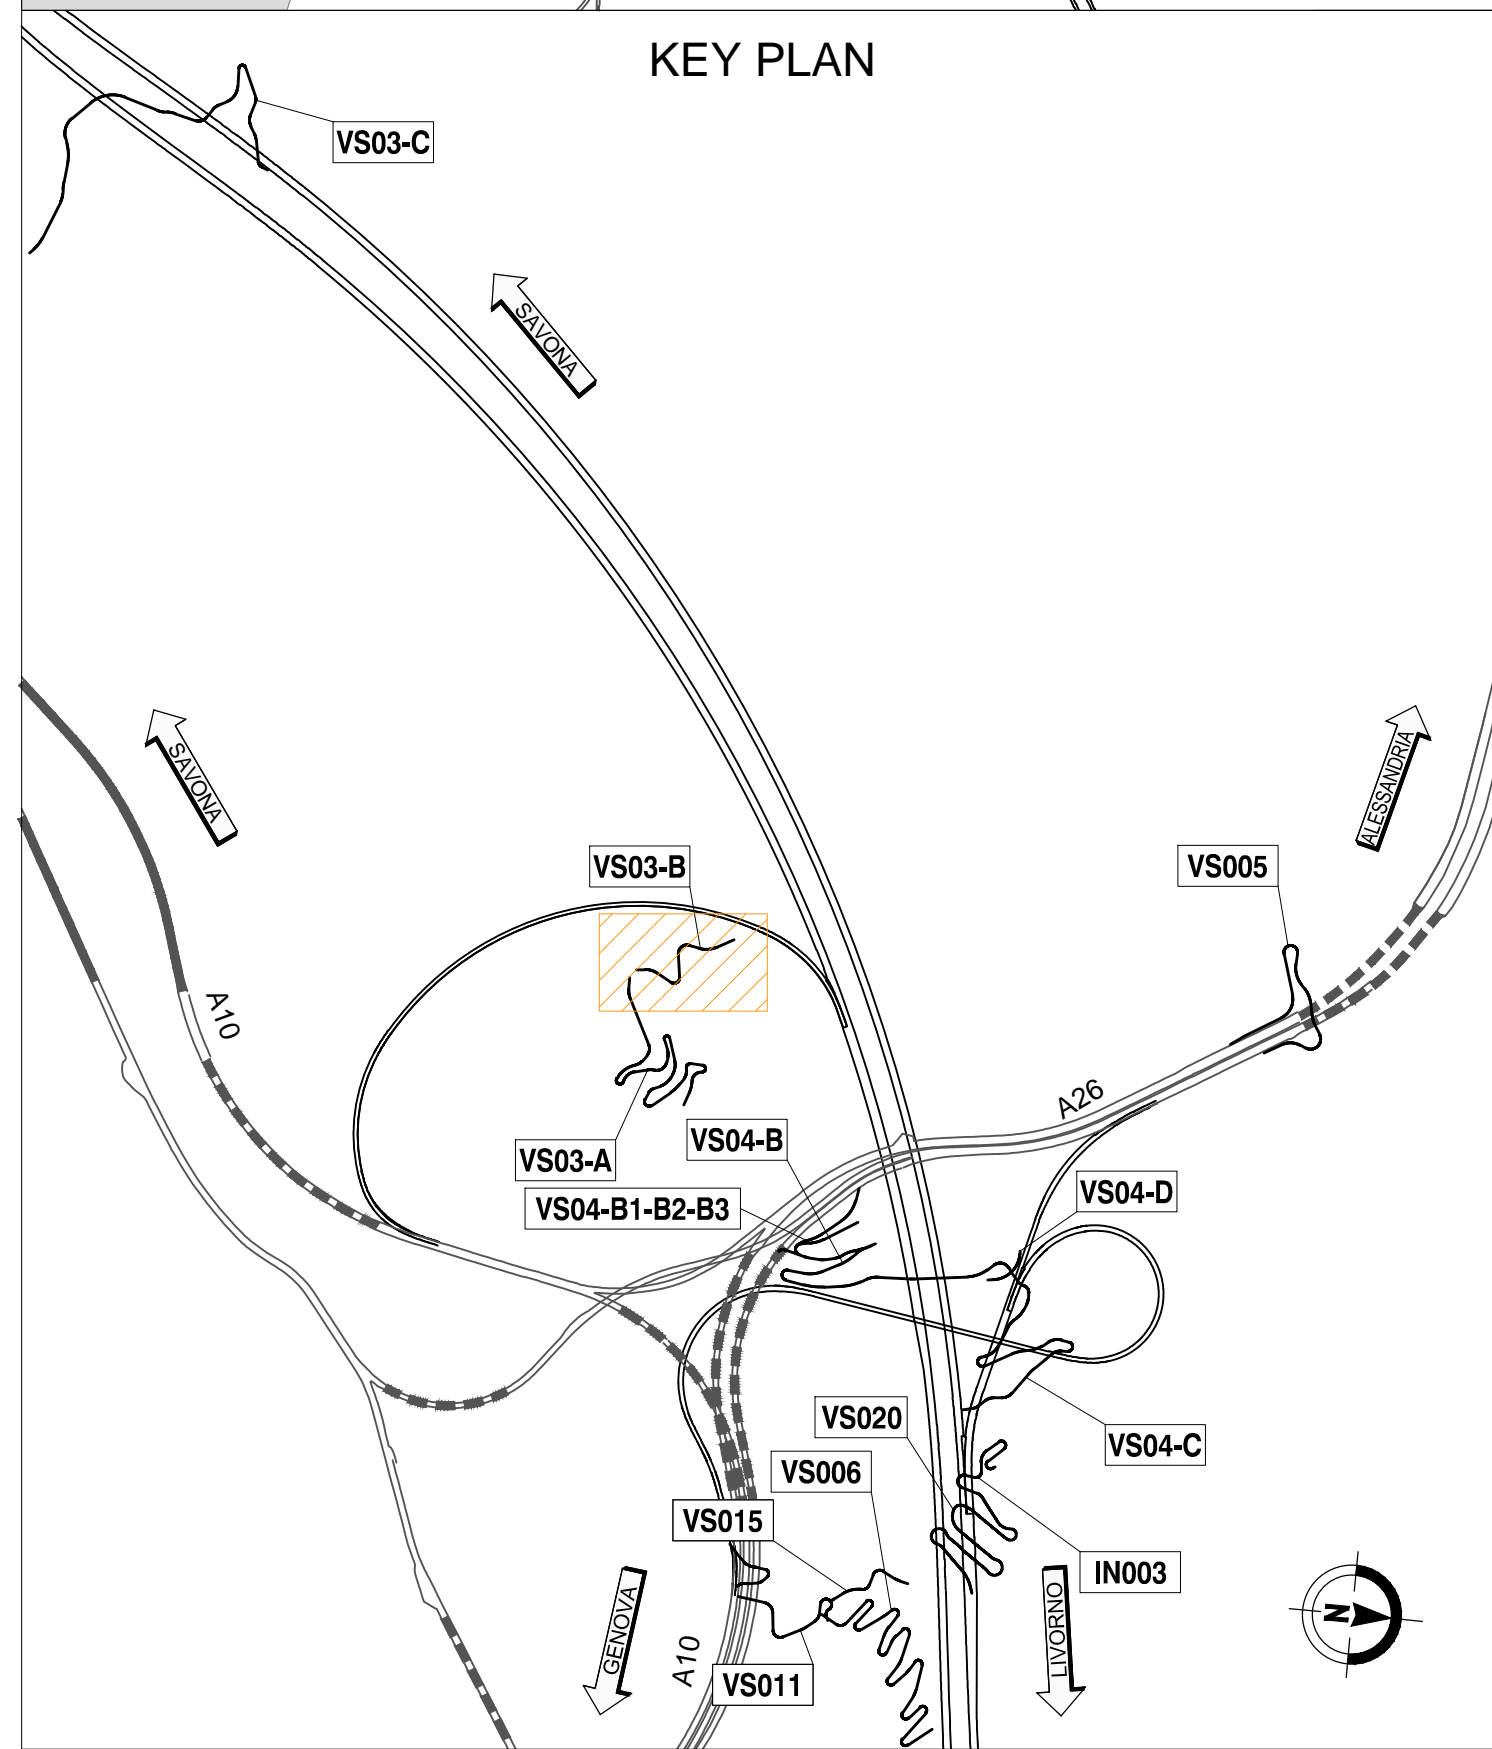 KEY PLAN
VS03-C
SAVONA
SAVONA
ALESSANDRIA
VS03-B
VS005
A10
A26
VS03-A
VS04-B
VS04-D
VS04-B1-B2-B3
VS020
VS04-C
VS006
VS015
IN003
GENOVA
LIVORNO
N
A10
VS011